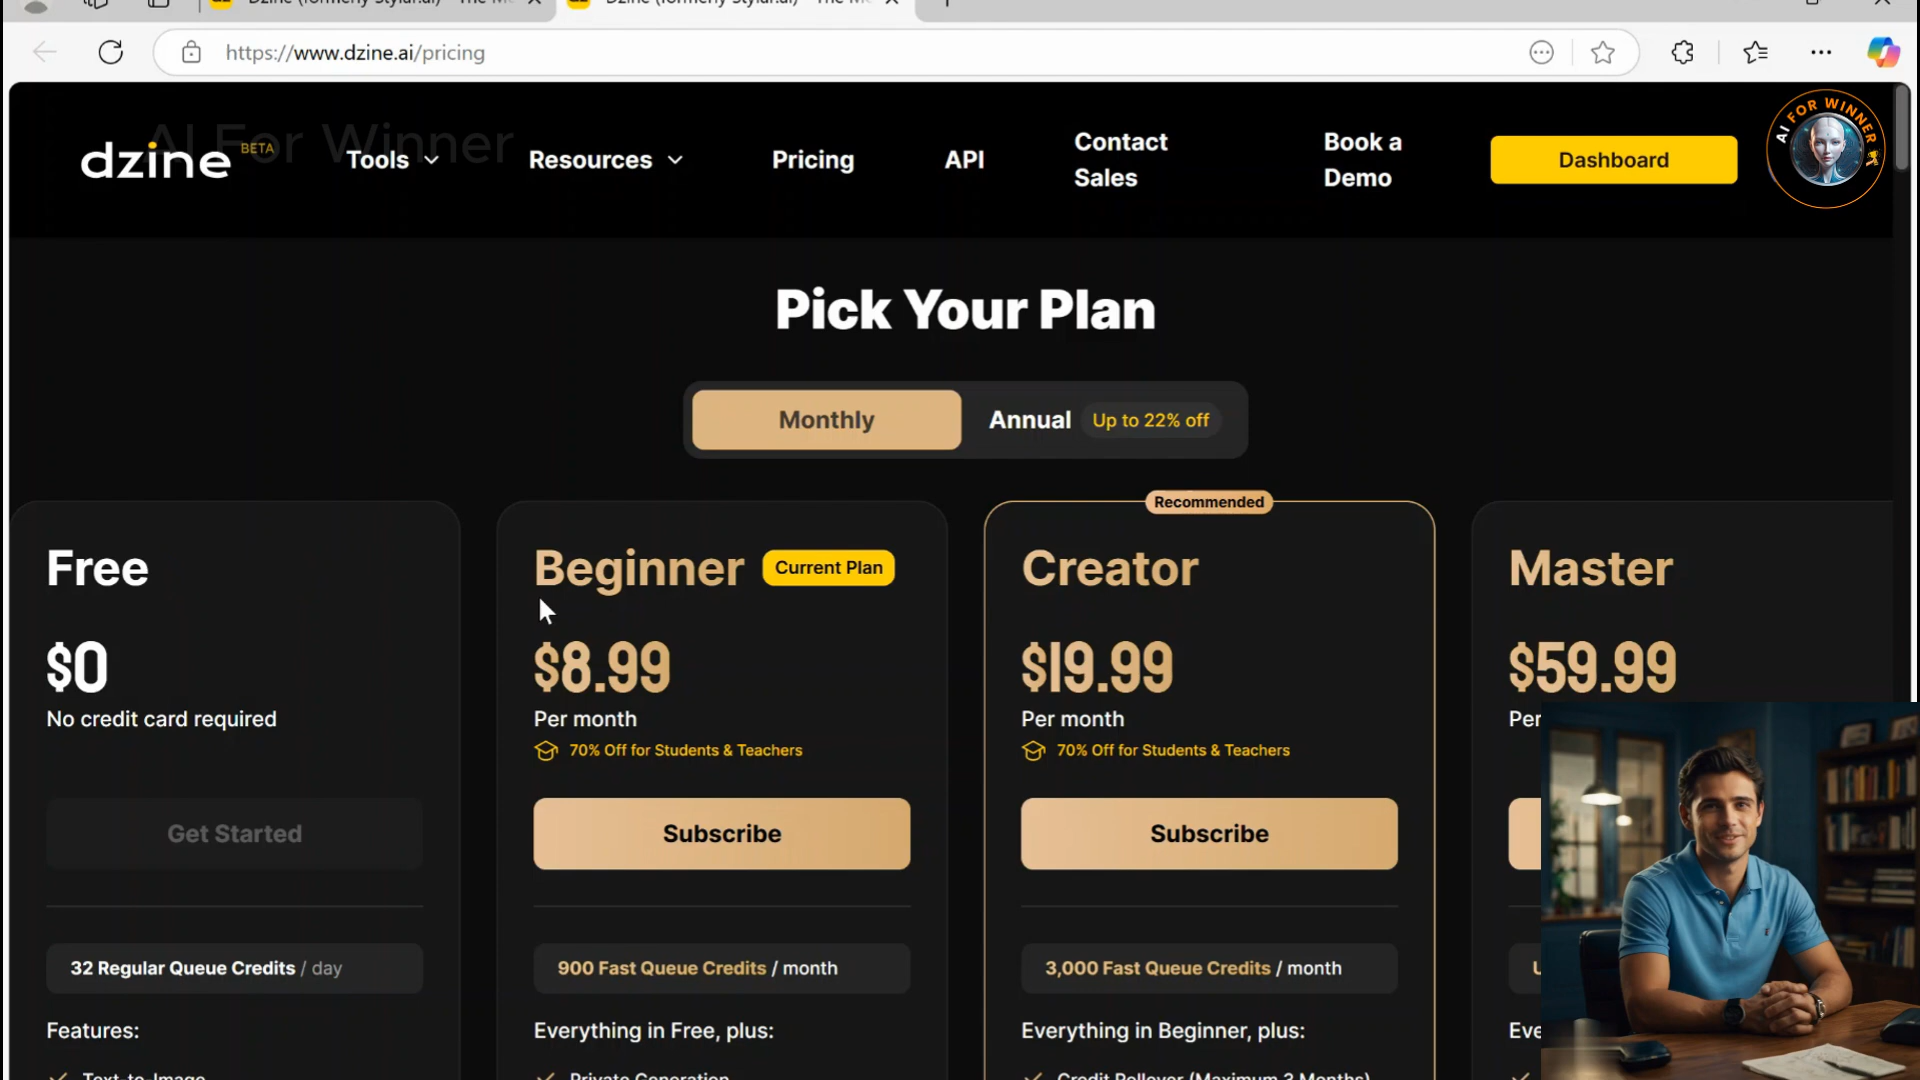 https://www.dzine.ai/pricing
AI For Winner
dzine BETA
Tools
Resources
Pricing
API
Contact Sales
Book a Demo
Dashboard
AI FOR WINNER
Pick Your Plan
Monthly
Annual Up to 22% off
Free
$0
No credit card required
Get Started
32 Regular Queue Credits / day
Features:
Text-to-Image
Beginner Current Plan
$8.99
Per month
70% Off for Students & Teachers
Subscribe
900 Fast Queue Credits / month
Everything in Free, plus:
Private Generation
Recommended
Creator
$19.99
Per month
70% Off for Students & Teachers
Subscribe
3,000 Fast Queue Credits / month
Everything in Beginner, plus:
Credit Rollover (Maximum 3 Months)
Master
$59.99